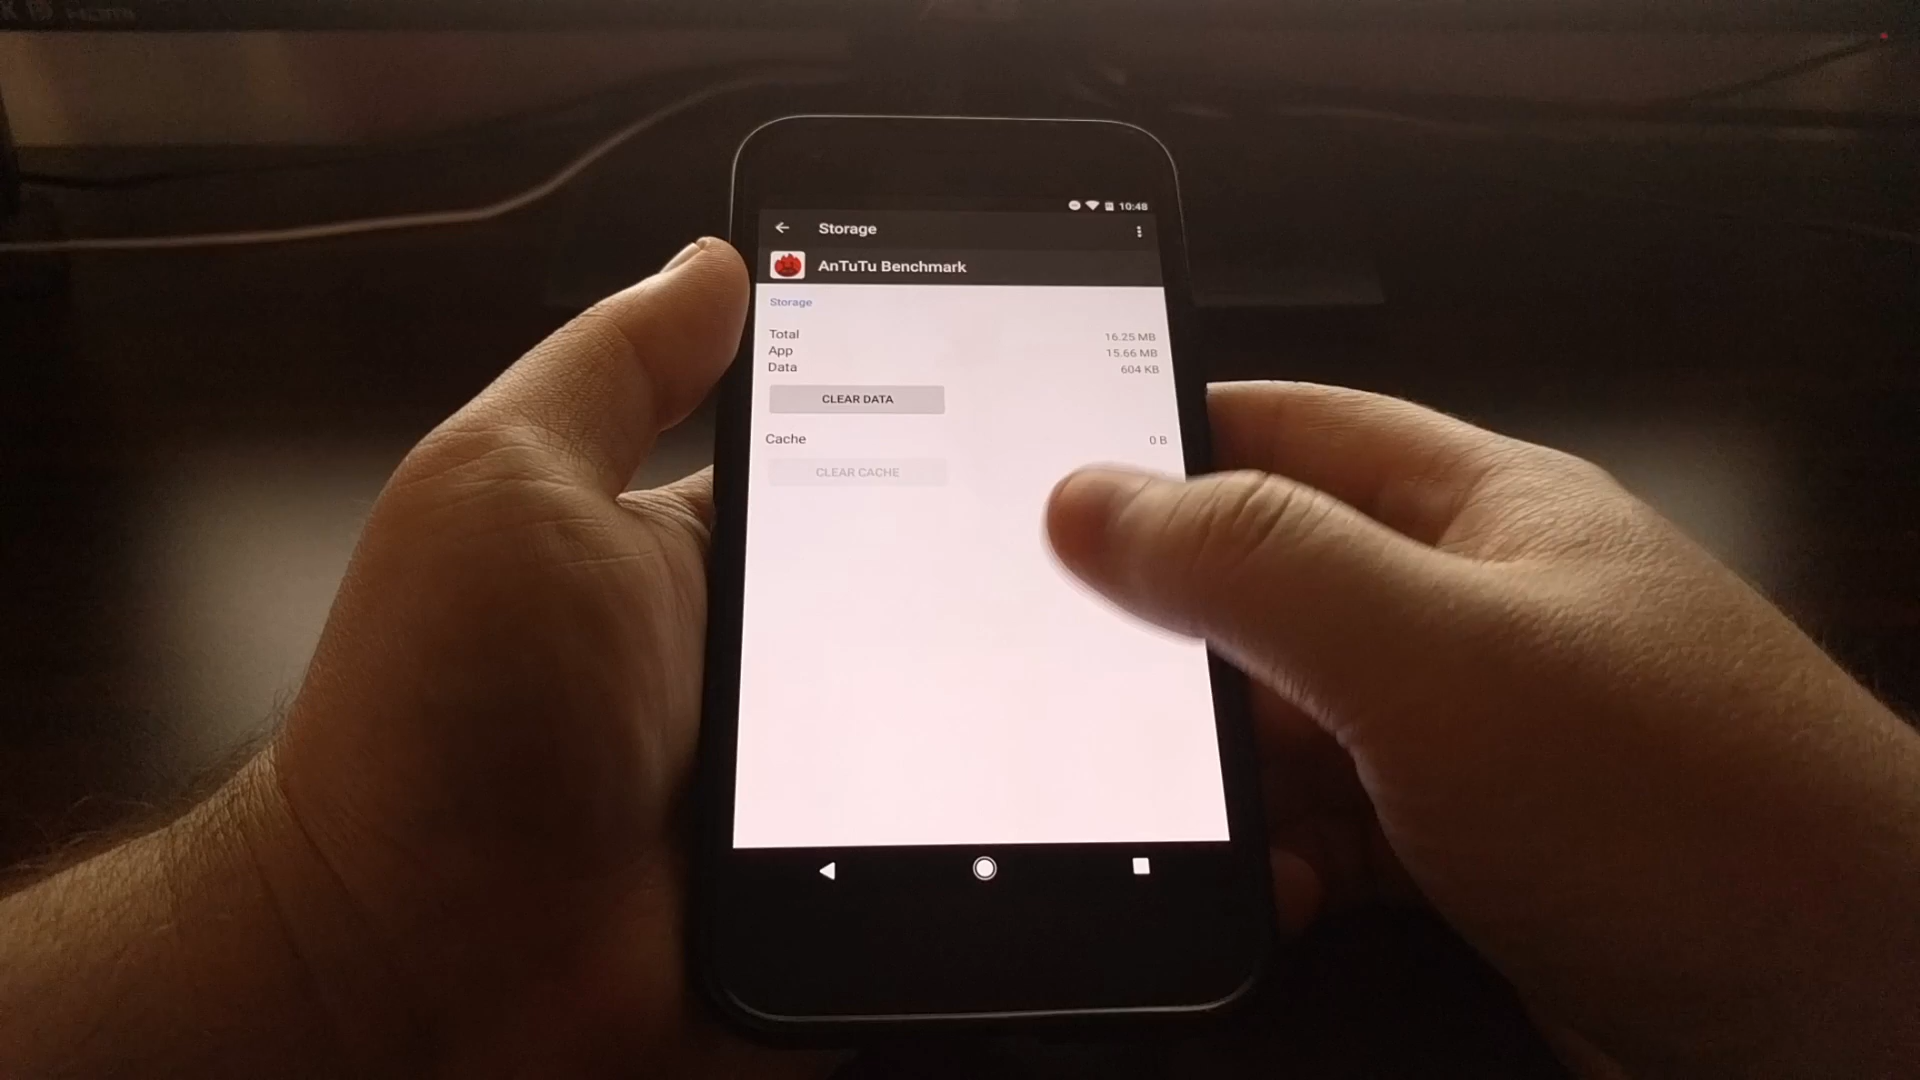 10:48
Storage
AnTuTu Benchmark
Storage
Total 16.25 MB
App 15.66 MB
Data 604 KB
CLEAR DATA
Cache 0 B
CLEAR CACHE